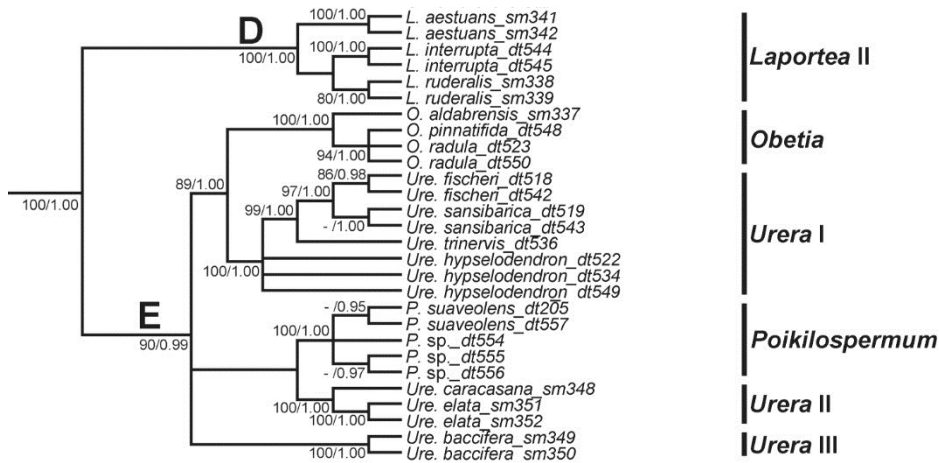 100/1.00
L. aestuans_sm341
D
L. aestuans_sm342
100/1.00
100/1.00
L. interrupta_dt544
L. interrupta_dt545
Laportea II
L. ruderalis_sm338
80/1.00
L. ruderalis_sm339
100/1.00
O. aldabrensis_sm337
O. pinnatifida_dt548
O. radula_dt523
Obetia
94/1.00
O. radula_dt550
89/1.00
86/0.98
Ure. fischeri_dt518
97/1.00
Ure. fischeri_dt542
100/1.00
99/1.00
Ure. sansibarica_dt519
- /1.00
Ure. sansibarica_dt543
Urera I
Ure. trinervis_dt536
Ure. hypselodendron_dt522
100/1.00
Ure. hypselodendron_dt534
Ure. hypselodendron_dt549
E
- /0.95
P. suaveolens_dt205
90/0.99
100/1.00
P. suaveolens_dt557
P. sp._dt554
Poikilospermum
P. sp._dt555
- /0.97
P. sp._dt556
Ure. caracasana_sm348
100/1.00
Ure. elata_sm351
Urera II
100/1.00
Ure. elata_sm352
Ure. baccifera_sm349
Urera III
100/1.00
Ure. baccifera_sm350